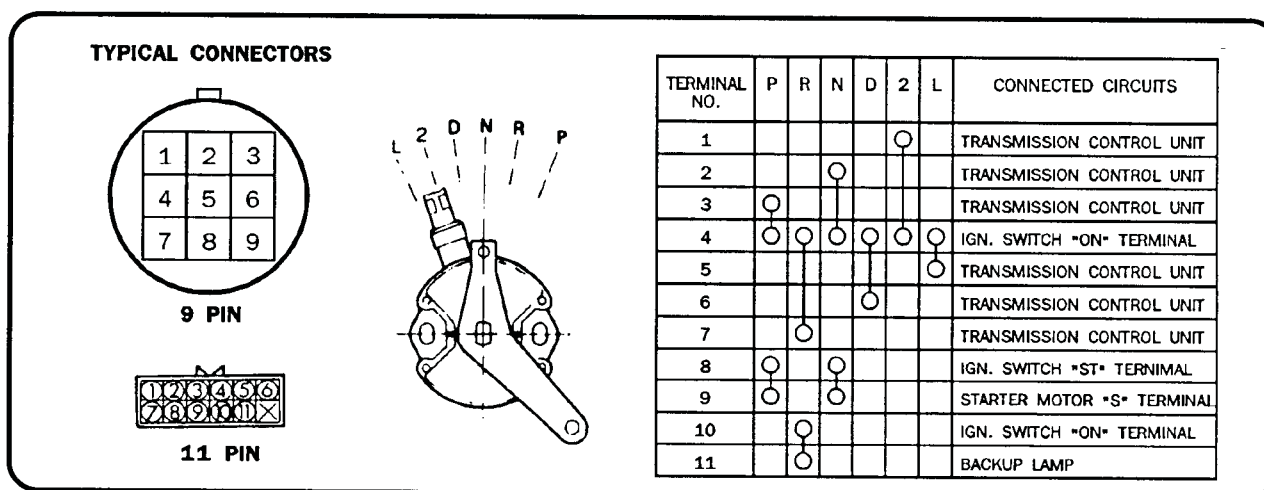 TYPICAL CONNECTORS
1 2 3
4 5 6
7 8 9
9 PIN
1 2 3 4 5 6
7 8 9 10 11
11 PIN
L 2 D N R P
TERMINAL NO. P R N D 2 L CONNECTED CIRCUITS
1 TRANSMISSION CONTROL UNIT
2 TRANSMISSION CONTROL UNIT
3 TRANSMISSION CONTROL UNIT
4 IGN. SWITCH "ON" TERMINAL
5 TRANSMISSION CONTROL UNIT
6 TRANSMISSION CONTROL UNIT
7 TRANSMISSION CONTROL UNIT
8 IGN. SWITCH "ST" TERNIMAL
9 STARTER MOTOR "S" TERMINAL
10 IGN. SWITCH "ON" TERMINAL
11 BACKUP LAMP